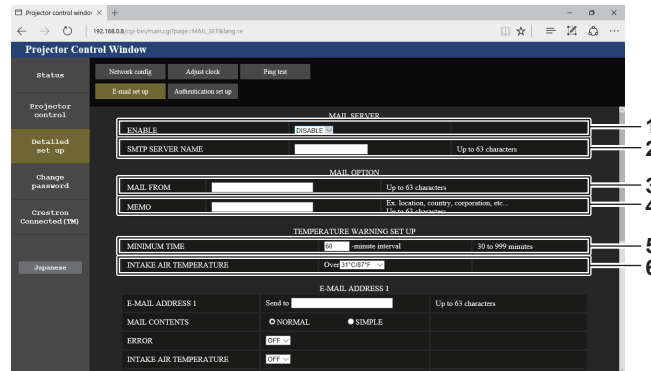 Projector control window
192.168.0.8/cgi-bin/main.cgi?page=MAIL_SET&lang=e
Projector Control Window
Status
Projector
control
Detailed
set up
Change
password
Crestron
Connected(TM)
Japanese
Network config
Adjust clock
Ping test
E-mail set up
Authentication set up
MAIL SERVER
ENABLE
DISABLE
1
SMTP SERVER NAME
Up to 63 characters
2
MAIL OPTION
MAIL FROM
Up to 63 characters
3
MEMO
Ex. location, country, corporation, etc...
Up to 63 characters
4
TEMPERATURE WARNING SET UP
MINIMUM TIME
60 -minute interval
30 to 999 minutes
5
INTAKE AIR TEMPERATURE
Over 31°C/87°F
6
E-MAIL ADDRESS 1
E-MAIL ADDRESS 1
Send to
Up to 63 characters
MAIL CONTENTS
NORMAL
SIMPLE
ERROR
OFF
INTAKE AIR TEMPERATURE
OFF